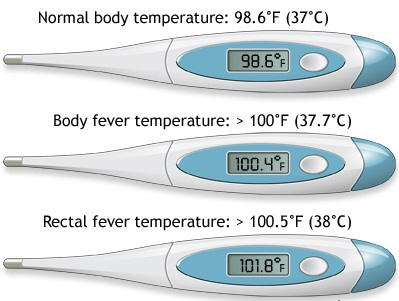 Normal body temperature: 98.6°F (37°C)
98.6°F
Body fever temperature: > 100°F (37.7°C)
100.4°F
Rectal fever temperature: > 100.5°F (38°C)
101.8°F